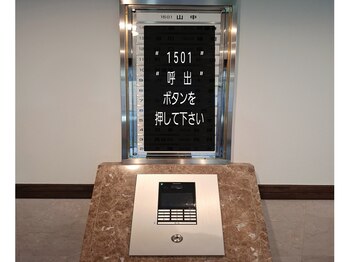 1501 山中
"1501"
"呼出"
ボタンを
押して下さい